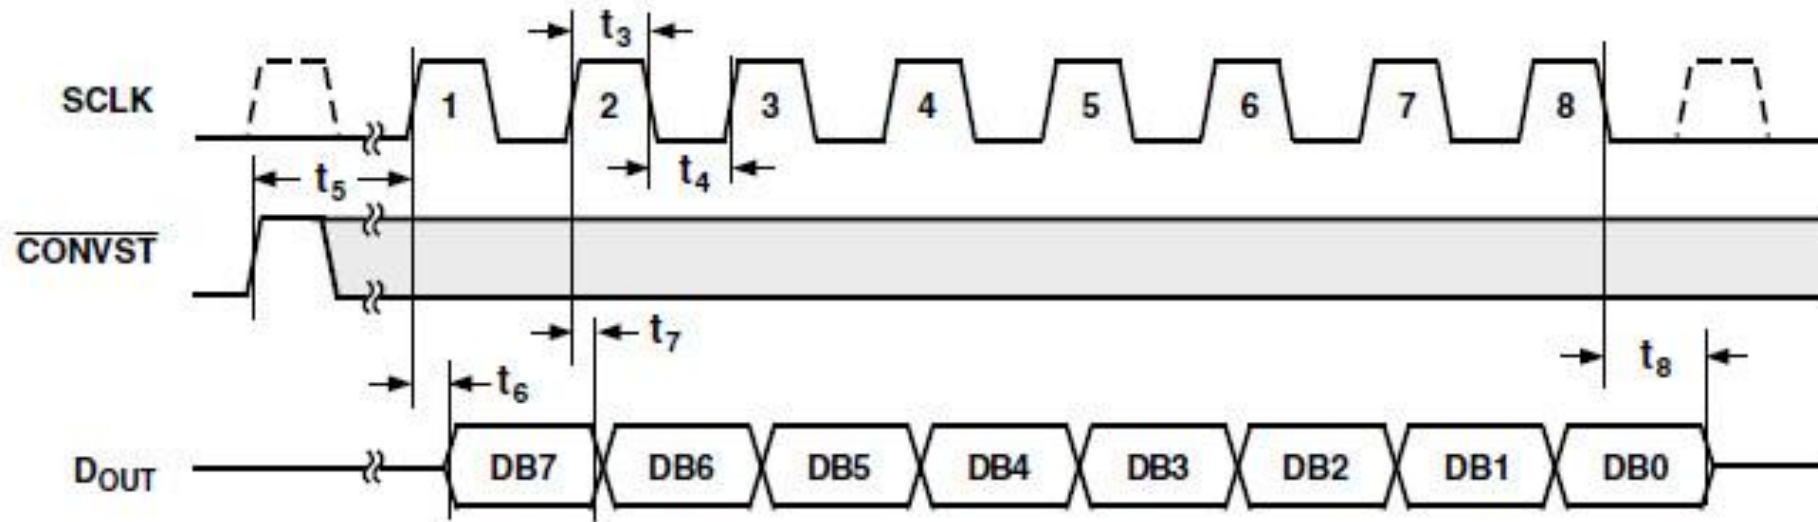 t3
SCLK 1 2 3 4 5 6 7 8
t5 t4
CONVST
t7
t8
t6
DOUT DB7 DB6 DB5 DB4 DB3 DB2 DB1 DB0